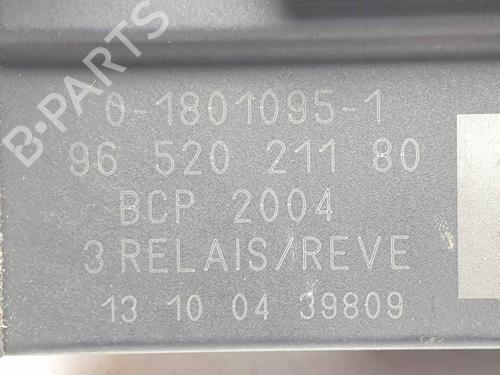 B-PARTS
0-1801095-1
96 520 211 80
BCP 2004
3 RELAIS/REVE
13 10 04 39809